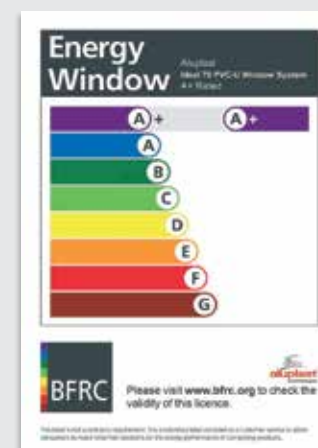 Energy
Window
Aluplast
Ideal 70 PVC-U Window System
A+ Rated
A+ A+
A
B
C
D
E
F
G
aluplast
BFRC
Please visit www.bfrc.org to check the
validity of this licence.